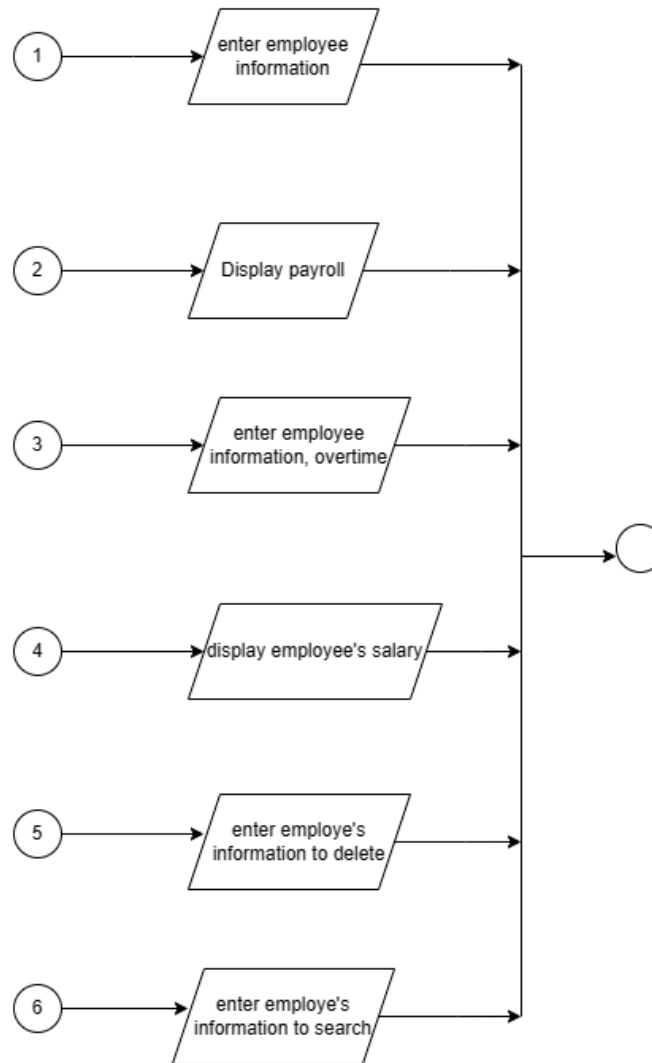 1
enter employee
information
2
Display payroll
3
enter employee
information, overtime
4
display employee's salary
5
enter employe's
information to delete
6
enter employe's
information to search